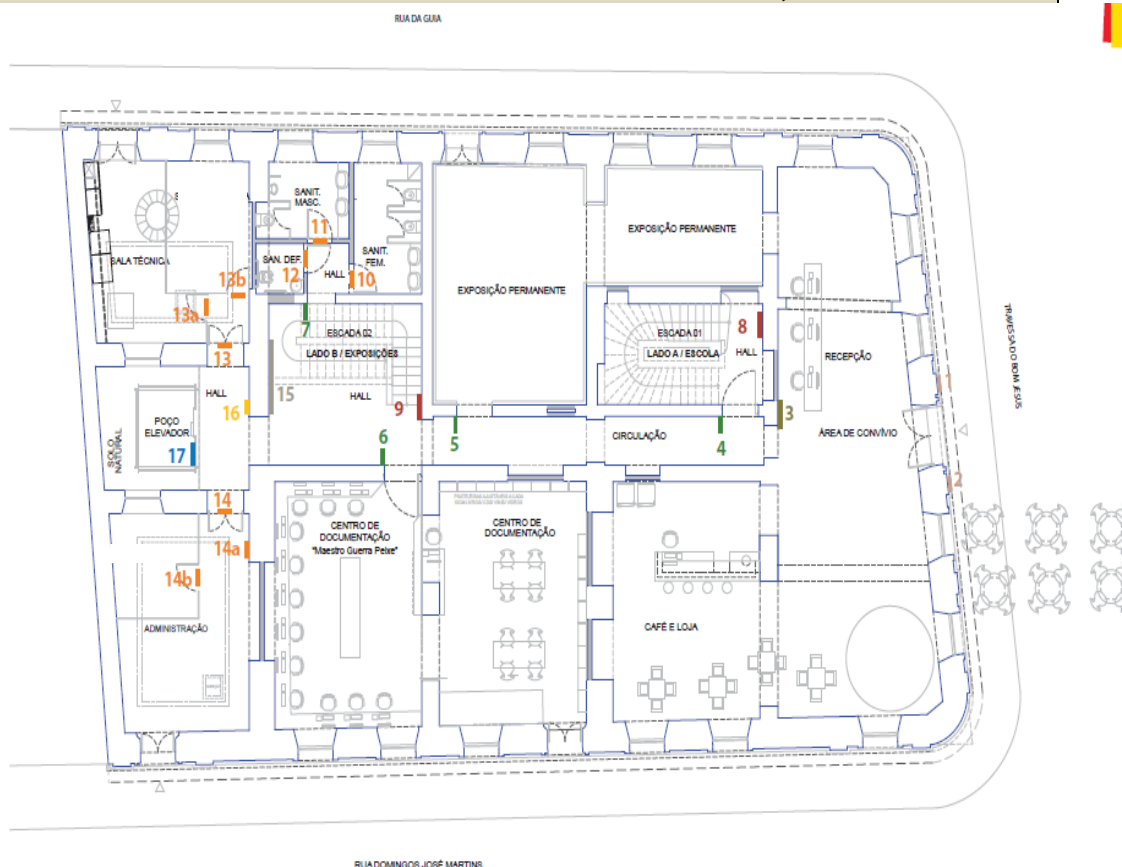 RUA DA GUIA
SANIT.
MASC.
11
SAN. DEF.
12
HALL
SANIT.
FEM.
10
SALA TÉCNICA
13b
13a
13
7
ESCADA 02
LADO B / EXPOSIÇÕES
HALL
15
9
EXPOSIÇÃO PERMANENTE
EXPOSIÇÃO PERMANENTE
ESCADA 01
LADO A / ESCOLA
8
HALL
RECEPÇÃO
TRAVESSA DO BOM JESUS
1
3
ÁREA DE CONVÍVIO
2
HALL
16
POÇO
ELEVADOR
17
SOLO
NATURAL
6
5
CIRCULAÇÃO
4
14
14a
14b
ADMINISTRAÇÃO
CENTRO DE
DOCUMENTAÇÃO
"Maestro Guerra Peixe"
CENTRO DE
DOCUMENTAÇÃO
CAFÉ E LOJA
RUA DOMINGOS JOSÉ MARTINS